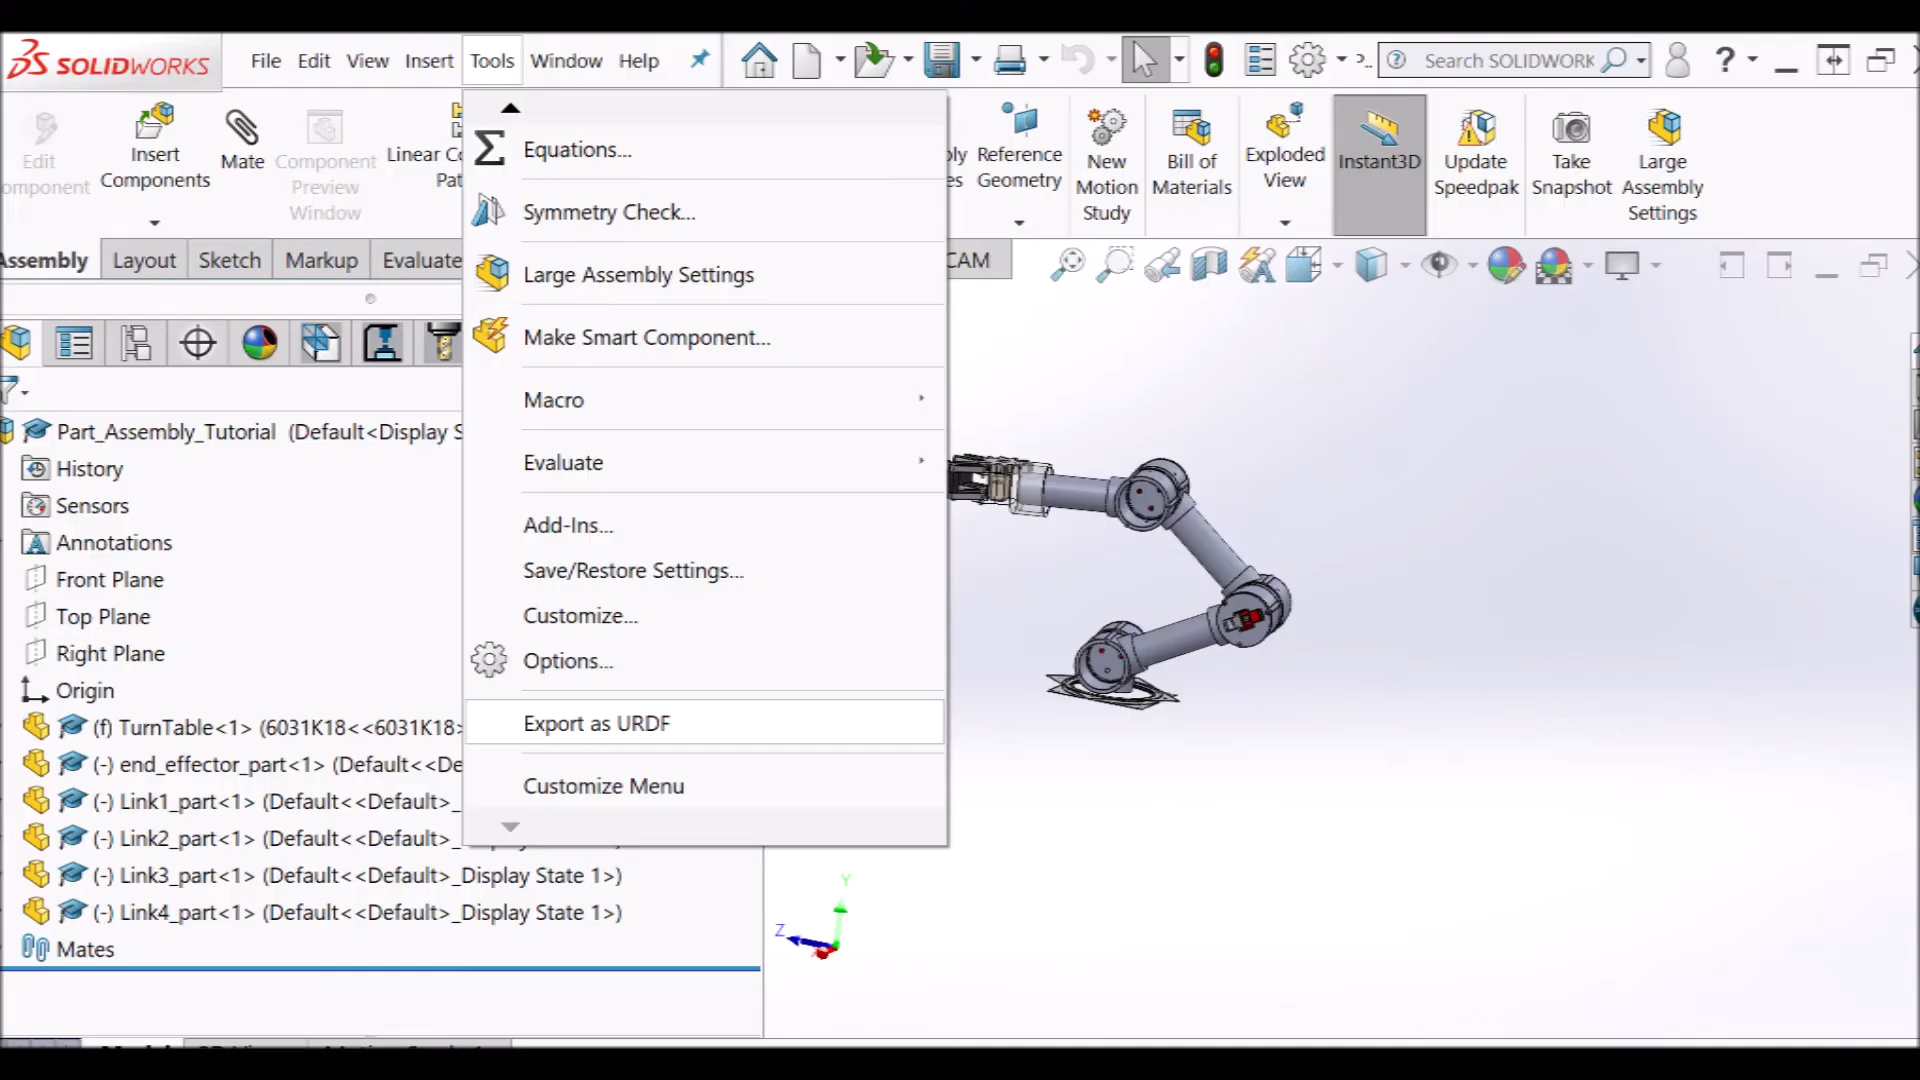 SOLIDWORKS File Edit View Insert Tools Window Help Search SOLIDWORK ?
Edit
Insert
Components
Mate
Component
Preview
Window
Reference
Geometry
New
Motion
Study
Bill of
Materials
Exploded
View
Instant3D
Update
Speedpak
Take
Snapshot
Large
Assembly
Settings
Assembly Layout Sketch Markup Evaluate CAM
Equations...
Symmetry Check...
Large Assembly Settings
Make Smart Component...
Macro
Evaluate
Add-Ins...
Save/Restore Settings...
Customize...
Options...
Export as URDF
Customize Menu
Part_Assembly_Tutorial (Default<Display S
History
Sensors
Annotations
Front Plane
Top Plane
Right Plane
Origin
(f) TurnTable<1> (6031K18<<6031K18>
(-) end_effector_part<1> (Default<<De
(-) Link1_part<1> (Default<<Default>_
(-) Link2_part<1> (Default<<Default>_
(-) Link3_part<1> (Default<<Default>_Display State 1>)
(-) Link4_part<1> (Default<<Default>_Display State 1>)
Mates
Y
Z